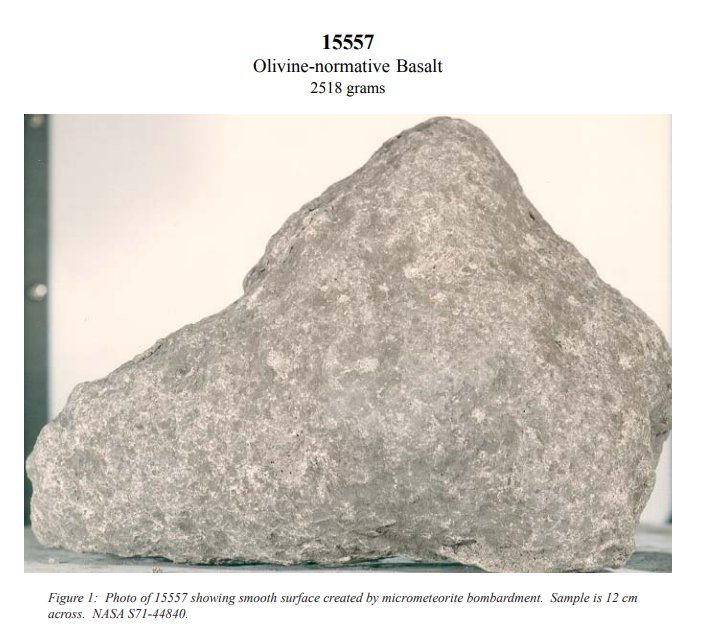 15557
Olivine-normative Basalt
2518 grams
Figure 1:  Photo of 15557 showing smooth surface created by micrometeorite bombardment.  Sample is 12 cm
across.  NASA S71-44840.